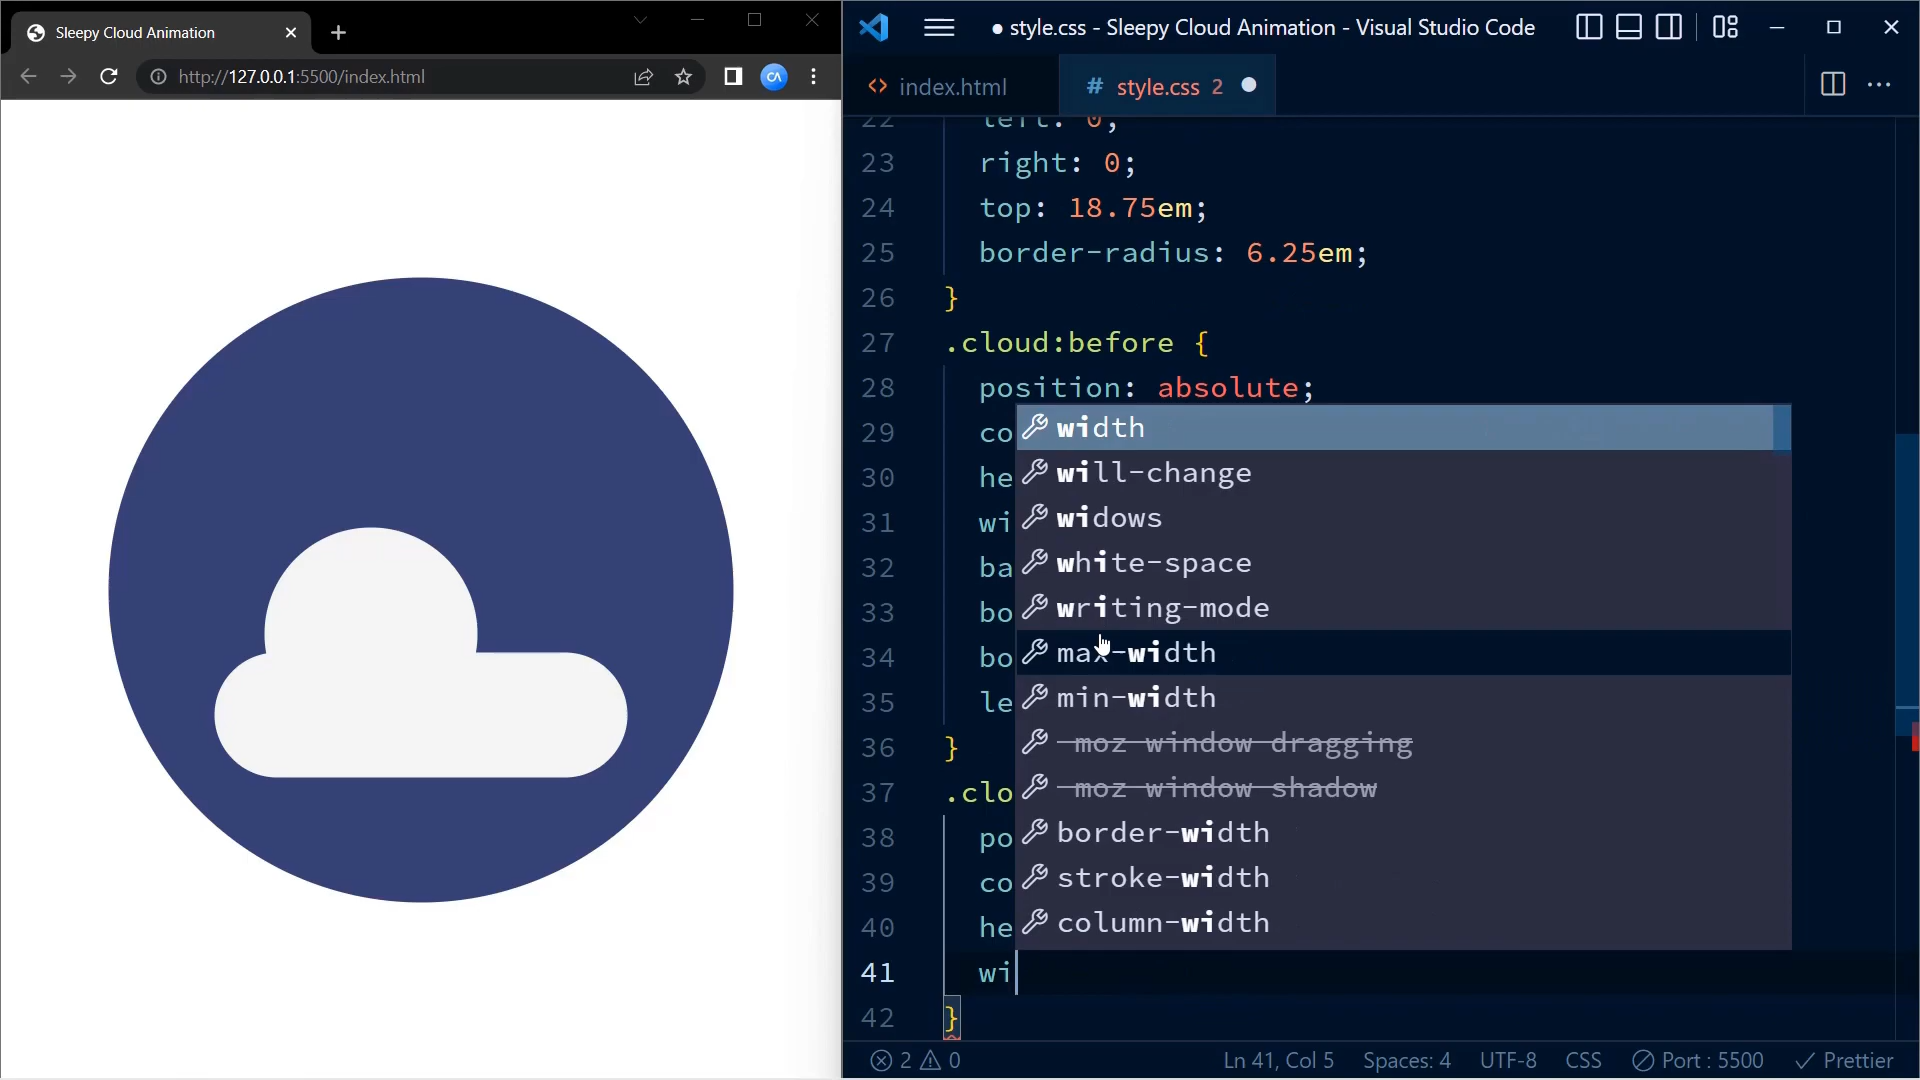 Sleepy Cloud Animation
http://127.0.0.1:5500/index.html
CA
style.css - Sleepy Cloud Animation - Visual Studio Code
index.html
# style.css 2
22 left: 0;
23 right: 0;
24 top: 18.75em;
25 border-radius: 6.25em;
26 }
27 .cloud:before {
28 position: absolute;
29 co
30 he
31 wi
32 ba
33 bo
34 bo
35 le
36 }
37 .clo
38 po
39 co
40 he
41 wi
42 }
width
will-change
widows
white-space
writing-mode
max-width
min-width
-moz-window-dragging
-moz-window-shadow
border-width
stroke-width
column-width
2 0 Ln 41, Col 5 Spaces: 4 UTF-8 CSS Port : 5500 Prettier